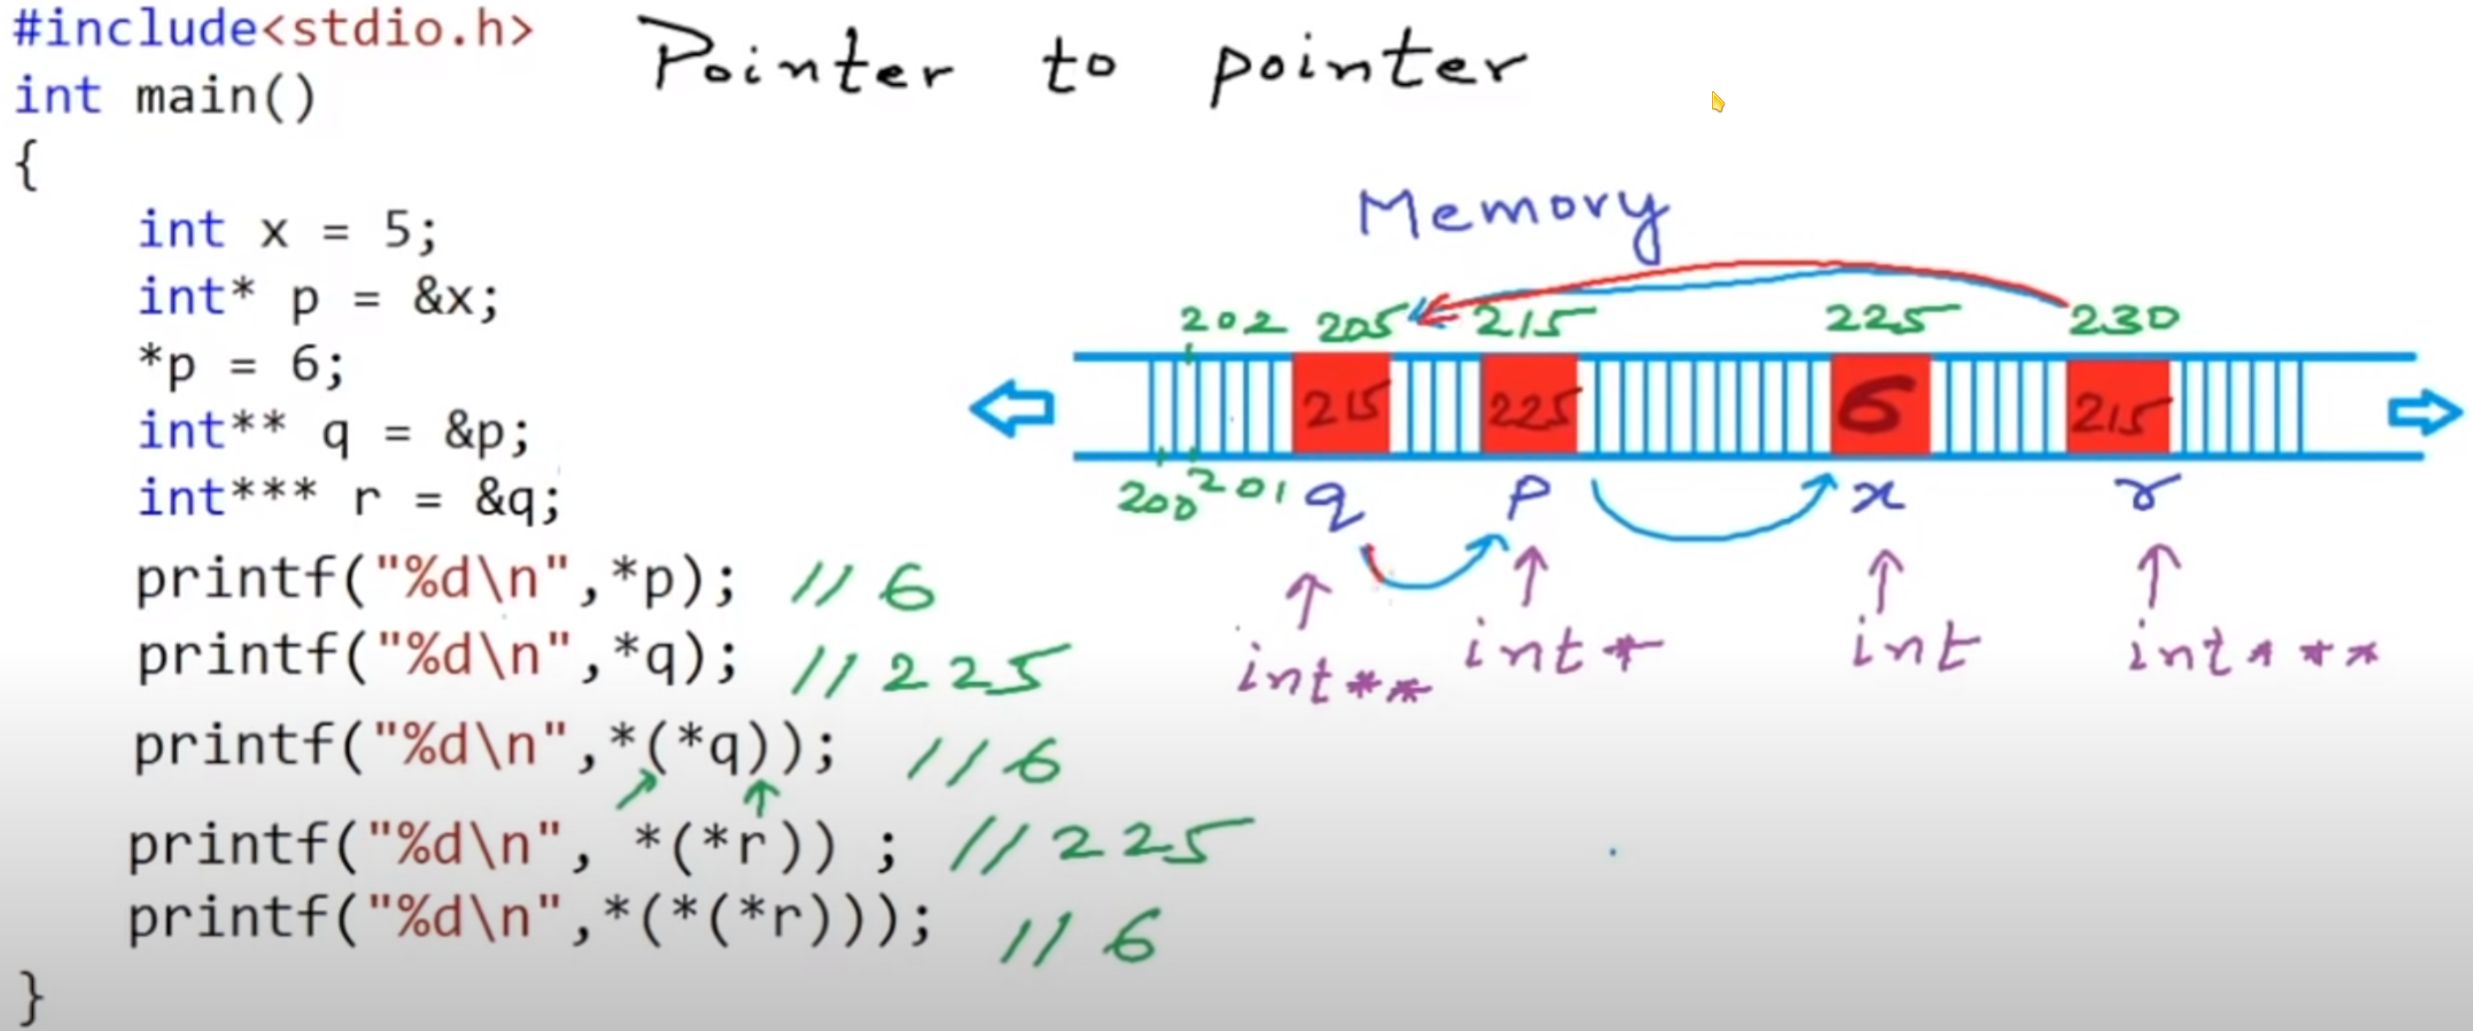 #include<stdio.h>
Pointer to pointer
int main()
{
int x = 5;
int* p = &x;
*p = 6;
int** q = &p;
int*** r = &q;
printf("%d\n",*p); // 6
printf("%d\n",*q); // 225
printf("%d\n",*(*q)); // 6
printf("%d\n", *(*r)) ; // 225
printf("%d\n",*(*(*r))); // 6
}
Memory
202 205 215 225 230
215 225 6 215
200 201 q p x r
int** int* int int***